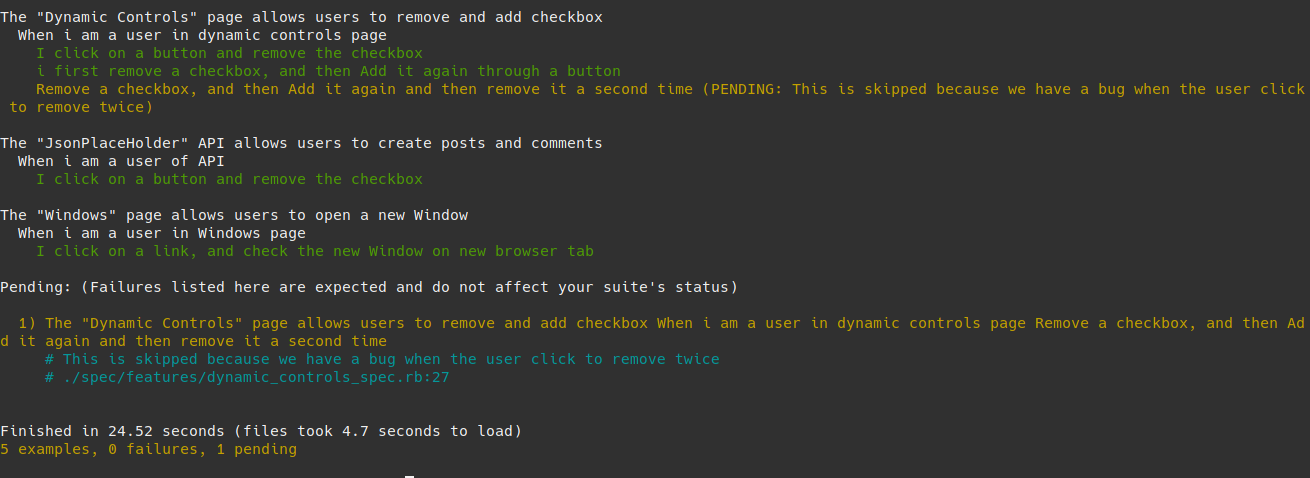 The "Dynamic Controls" page allows users to remove and add checkbox
When i am a user in dynamic controls page
I click on a button and remove the checkbox
i first remove a checkbox, and then Add it again through a button
Remove a checkbox, and then Add it again and then remove it a second time (PENDING: This is skipped because we have a bug when the user click
to remove twice)
The "JsonPlaceHolder" API allows users to create posts and comments
When i am a user of API
I click on a button and remove the checkbox
The "Windows" page allows users to open a new Window
When i am a user in Windows page
I click on a link, and check the new Window on new browser tab
Pending: (Failures listed here are expected and do not affect your suite's status)
1) The "Dynamic Controls" page allows users to remove and add checkbox When i am a user in dynamic controls page Remove a checkbox, and then Ad
d it again and then remove it a second time
# This is skipped because we have a bug when the user click to remove twice
# ./spec/features/dynamic_controls_spec.rb:27
Finished in 24.52 seconds (files took 4.7 seconds to load)
5 examples, 0 failures, 1 pending